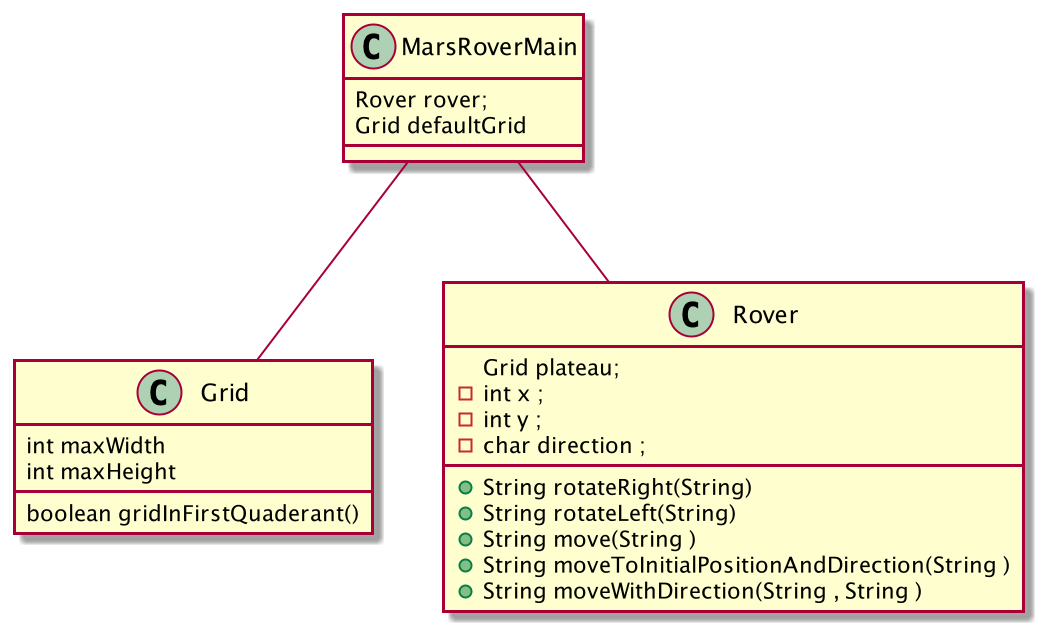 C MarsRoverMain
Rover rover;
Grid defaultGrid
C Grid
int maxWidth
int maxHeight
boolean gridInFirstQuaderant()
C Rover
Grid plateau;
int x ;
int y ;
char direction ;
String rotateRight(String)
String rotateLeft(String)
String move(String )
String moveToInitialPositionAndDirection(String )
String moveWithDirection(String , String )